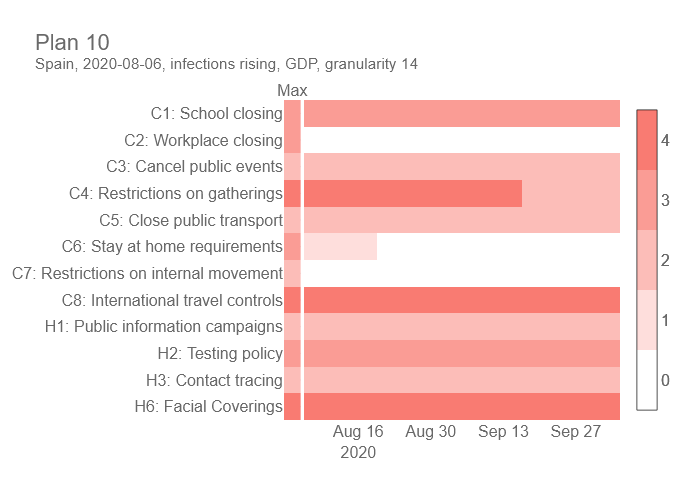 Plan 10
Spain, 2020-08-06, infections rising, GDP, granularity 14
Max
C1: School closing
C2: Workplace closing
C3: Cancel public events
C4: Restrictions on gatherings
C5: Close public transport
C6: Stay at home requirements
C7: Restrictions on internal movement
C8: International travel controls
H1: Public information campaigns
H2: Testing policy
H3: Contact tracing
H6: Facial Coverings
Aug 16 Aug 30 Sep 13 Sep 27
2020
4
3
2
1
0